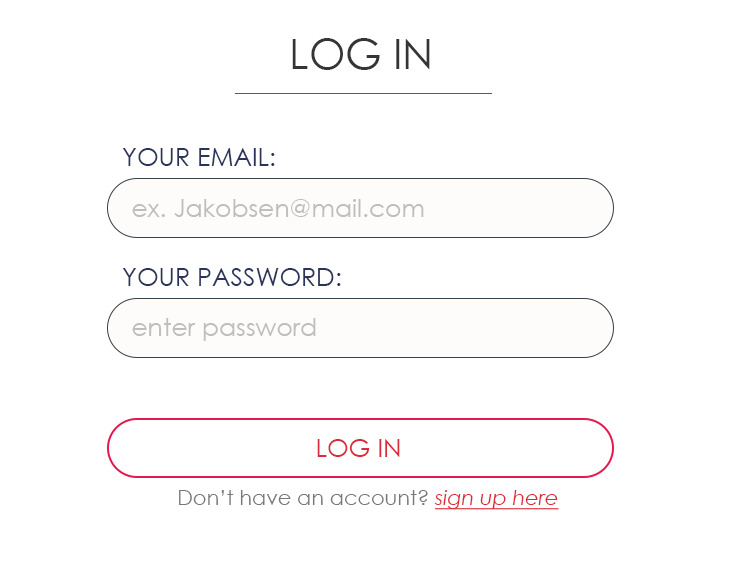 LOG IN
YOUR EMAIL:
ex. Jakobsen@mail.com
YOUR PASSWORD:
enter password
LOG IN
Don't have an account? sign up here